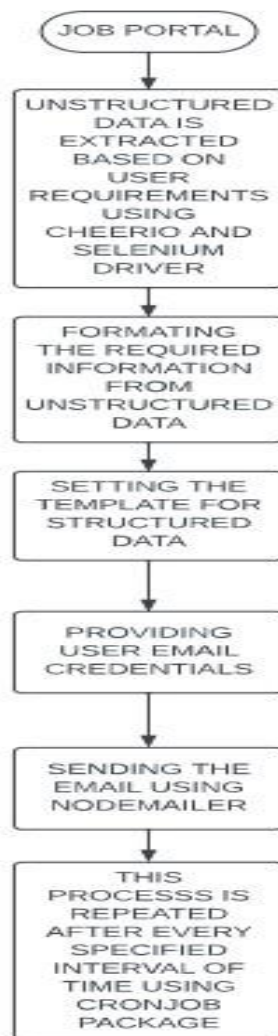 JOB PORTAL
UNSTRUCTURED
DATA IS
EXTRACTED
BASED ON
USER
REQUIREMENTS
USING
CHEERIO AND
SELENIUM
DRIVER
FORMATING
THE REQUIRED
INFORMATION
FROM
UNSTRUCTURED
DATA
SETTING THE
TEMPLATE FOR
STRUCTURED
DATA
PROVIDING
USER EMAIL
CREDENTIALS
SENDING THE
EMAIL USING
NODEMAILER
THIS
PROCESSS IS
REPEATED
AFTER EVERY
SPECIFIED
INTERVAL OF
TIME USING
CRONJOB
PACKAGE